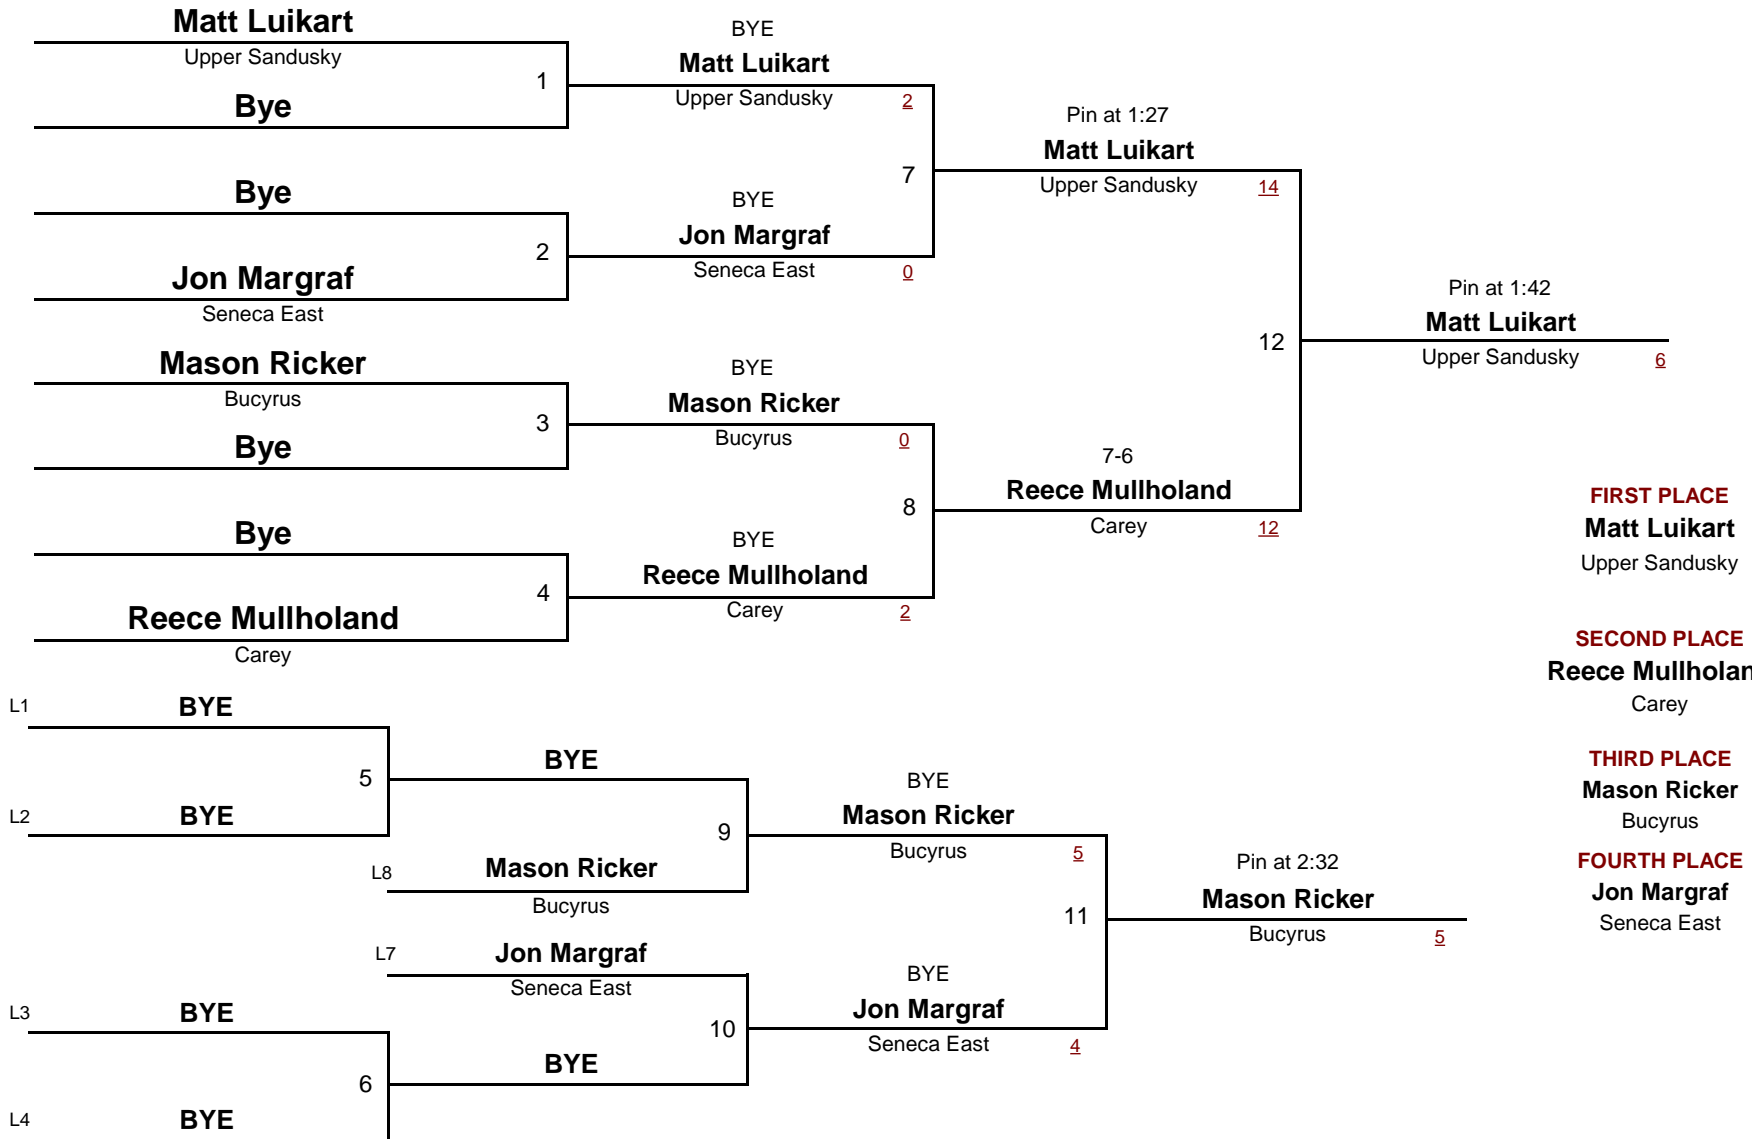 Matt Luikart
Upper Sandusky
1
Bye
Bye
2
Jon Margraf
Seneca East
Mason Ricker
Bucyrus
3
Bye
Bye
4
Reece Mullholand
Carey
BYE
Matt Luikart
Upper Sandusky
2
7
BYE
Jon Margraf
Seneca East
0
BYE
Mason Ricker
Bucyrus
0
8
BYE
Reece Mullholand
Carey
2
Pin at 1:27
Matt Luikart
Upper Sandusky
14
12
7-6
Reece Mullholand
Carey
12
Pin at 1:42
Matt Luikart
Upper Sandusky
6
FIRST PLACE
Matt Luikart
Upper Sandusky
SECOND PLACE
Reece Mullholan
Carey
THIRD PLACE
Mason Ricker
Bucyrus
FOURTH PLACE
Jon Margraf
Seneca East
L1
BYE
5
L2
BYE
BYE
9
L8
Mason Ricker
Bucyrus
L7
Jon Margraf
Seneca East
10
BYE
L3
BYE
6
L4
BYE
BYE
Mason Ricker
Bucyrus
5
11
BYE
Jon Margraf
Seneca East
4
Pin at 2:32
Mason Ricker
Bucyrus
5